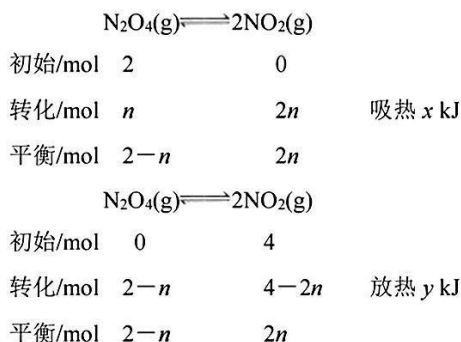 N₂O₄(g)⇌2NO₂(g)
初始/mol 2 0
转化/mol n 2n 吸热 x kJ
平衡/mol 2－n 2n
N₂O₄(g)⇌2NO₂(g)
初始/mol 0 4
转化/mol 2－n 4－2n 放热 y kJ
平衡/mol 2－n 2n